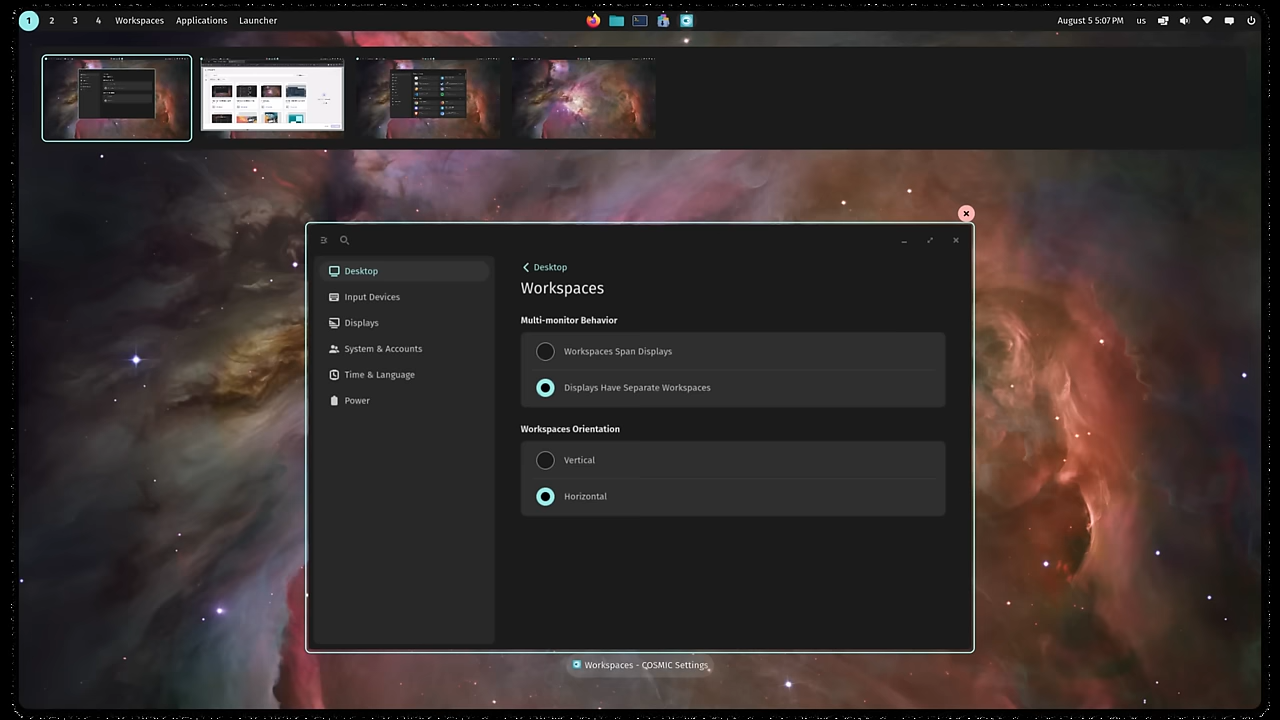 1 2 3 4 Workspaces Applications Launcher August 5 5:07 PM us
Desktop
Input Devices
Displays
System & Accounts
Time & Language
Power
Desktop
Workspaces
Multi-monitor Behavior
Workspaces Span Displays
Displays Have Separate Workspaces
Workspaces Orientation
Vertical
Horizontal
Workspaces - COSMIC Settings